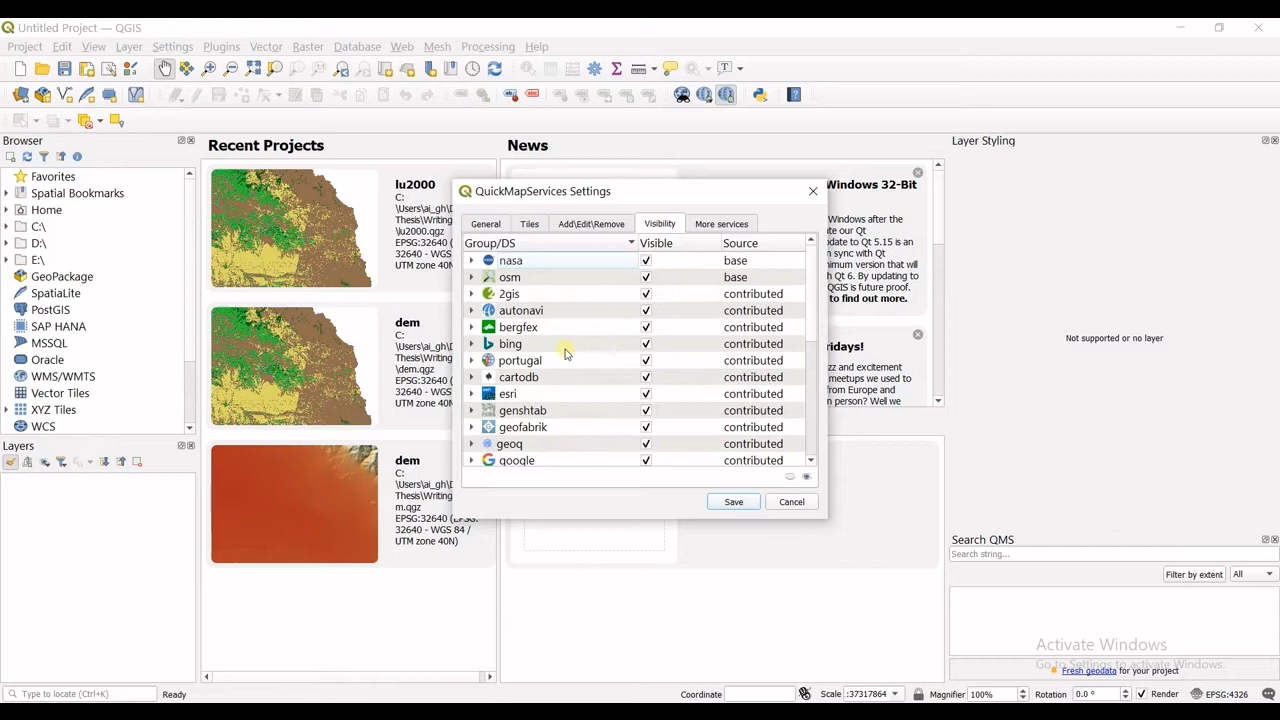 Untitled Project — QGIS
Project Edit View Layer Settings Plugins Vector Raster Database Web Mesh Processing Help
Browser
Favorites
Spatial Bookmarks
Home
C:\
D:\
E:\
GeoPackage
SpatiaLite
PostGIS
SAP HANA
MSSQL
Oracle
WMS/WMTS
Vector Tiles
XYZ Tiles
WCS
Layers
Recent Projects
lu2000
C:
\Users\ai_gh\D
Thesis\Writing
\lu2000.qgz
EPSG:32640
32640 - WGS
UTM zone 40N)
dem
C:
\Users\ai_gh\D
Thesis\Writing
\dem.qgz
EPSG:32640
32640 - WGS
UTM zone 40N)
dem
C:
\Users\ai_gh\D
Thesis\Writing
m.qgz
EPSG:32640 (EPSG:
32640 - WGS 84 /
UTM zone 40N)
News
Windows 32-Bit
Windows after the
ate our Qt
pdate to Qt 5.15 is an
n sync with Qt
nimum version that will
Qt 6. By updating to
QGIS is future proof.
to find out more.
ridays!
zz and excitement
meetups we used to
from Europe and
n person? Well we
QuickMapServices Settings
General Tiles Add\Edit\Remove Visibility More services
Group/DS Visible Source
nasa base
osm base
2gis contributed
autonavi contributed
bergfex contributed
bing contributed
portugal contributed
cartodb contributed
esri contributed
genshtab contributed
geofabrik contributed
geoq contributed
google contributed
Save Cancel
Layer Styling
Not supported or no layer
Search QMS
Search string...
Filter by extent All
Activate Windows
Go to Settings to activate Windows.
Fresh geodata for your project
Type to locate (Ctrl+K) Ready Coordinate Scale :37317864 Magnifier 100% Rotation 0.0 ° Render EPSG:4326